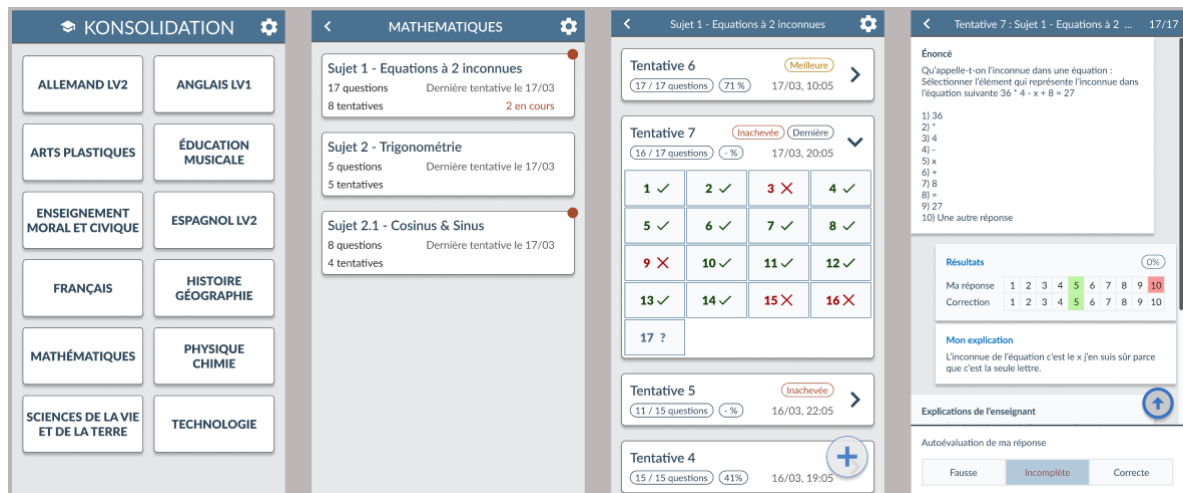 KONSOLIDATION
ALLEMAND LV2
ANGLAIS LV1
ARTS PLASTIQUES
ÉDUCATION
MUSICALE
ENSEIGNEMENT
MORAL ET CIVIQUE
ESPAGNOL LV2
FRANÇAIS
HISTOIRE
GÉOGRAPHIE
MATHÉMATIQUES
PHYSIQUE
CHIMIE
SCIENCES DE LA VIE
ET DE LA TERRE
TECHNOLOGIE
MATHEMATIQUES
Sujet 1 - Equations à 2 inconnues
17 questions Dernière tentative le 17/03
8 tentatives 2 en cours
Sujet 2 - Trigonométrie
5 questions Dernière tentative le 17/03
5 tentatives
Sujet 2.1 - Cosinus & Sinus
8 questions Dernière tentative le 17/03
4 tentatives
Sujet 1 - Equations à 2 inconnues
Tentative 6 Meilleure
17 / 17 questions 71 % 17/03, 10:05
Tentative 7 Inachevée Dernière
16 / 17 questions - % 17/03, 20:05
1 2 3 4
5 6 7 8
9 10 11 12
13 14 15 16
17 ?
Tentative 5 Inachevée
11 / 15 questions - % 16/03, 22:05
Tentative 4
15 / 15 questions 41% 16/03, 19:05
Tentative 7 : Sujet 1 - Equations à 2 ... 17/17
Énoncé
Qu'appelle-t-on l'inconnue dans une équation :
Sélectionner l'élément qui représente l'inconnue dans
l'équation suivante 36 * 4 - x + 8 = 27
1) 36
2) *
3) 4
4) -
5) x
6) +
7) 8
8) =
9) 27
10) Une autre réponse
Résultats 0%
Ma réponse 1 2 3 4 5 6 7 8 9 10
Correction 1 2 3 4 5 6 7 8 9 10
Mon explication
L'inconnue de l'équation c'est le x j'en suis sûr parce
que c'est la seule lettre.
Explications de l'enseignant
Autoévaluation de ma réponse
Fausse Incomplète Correcte